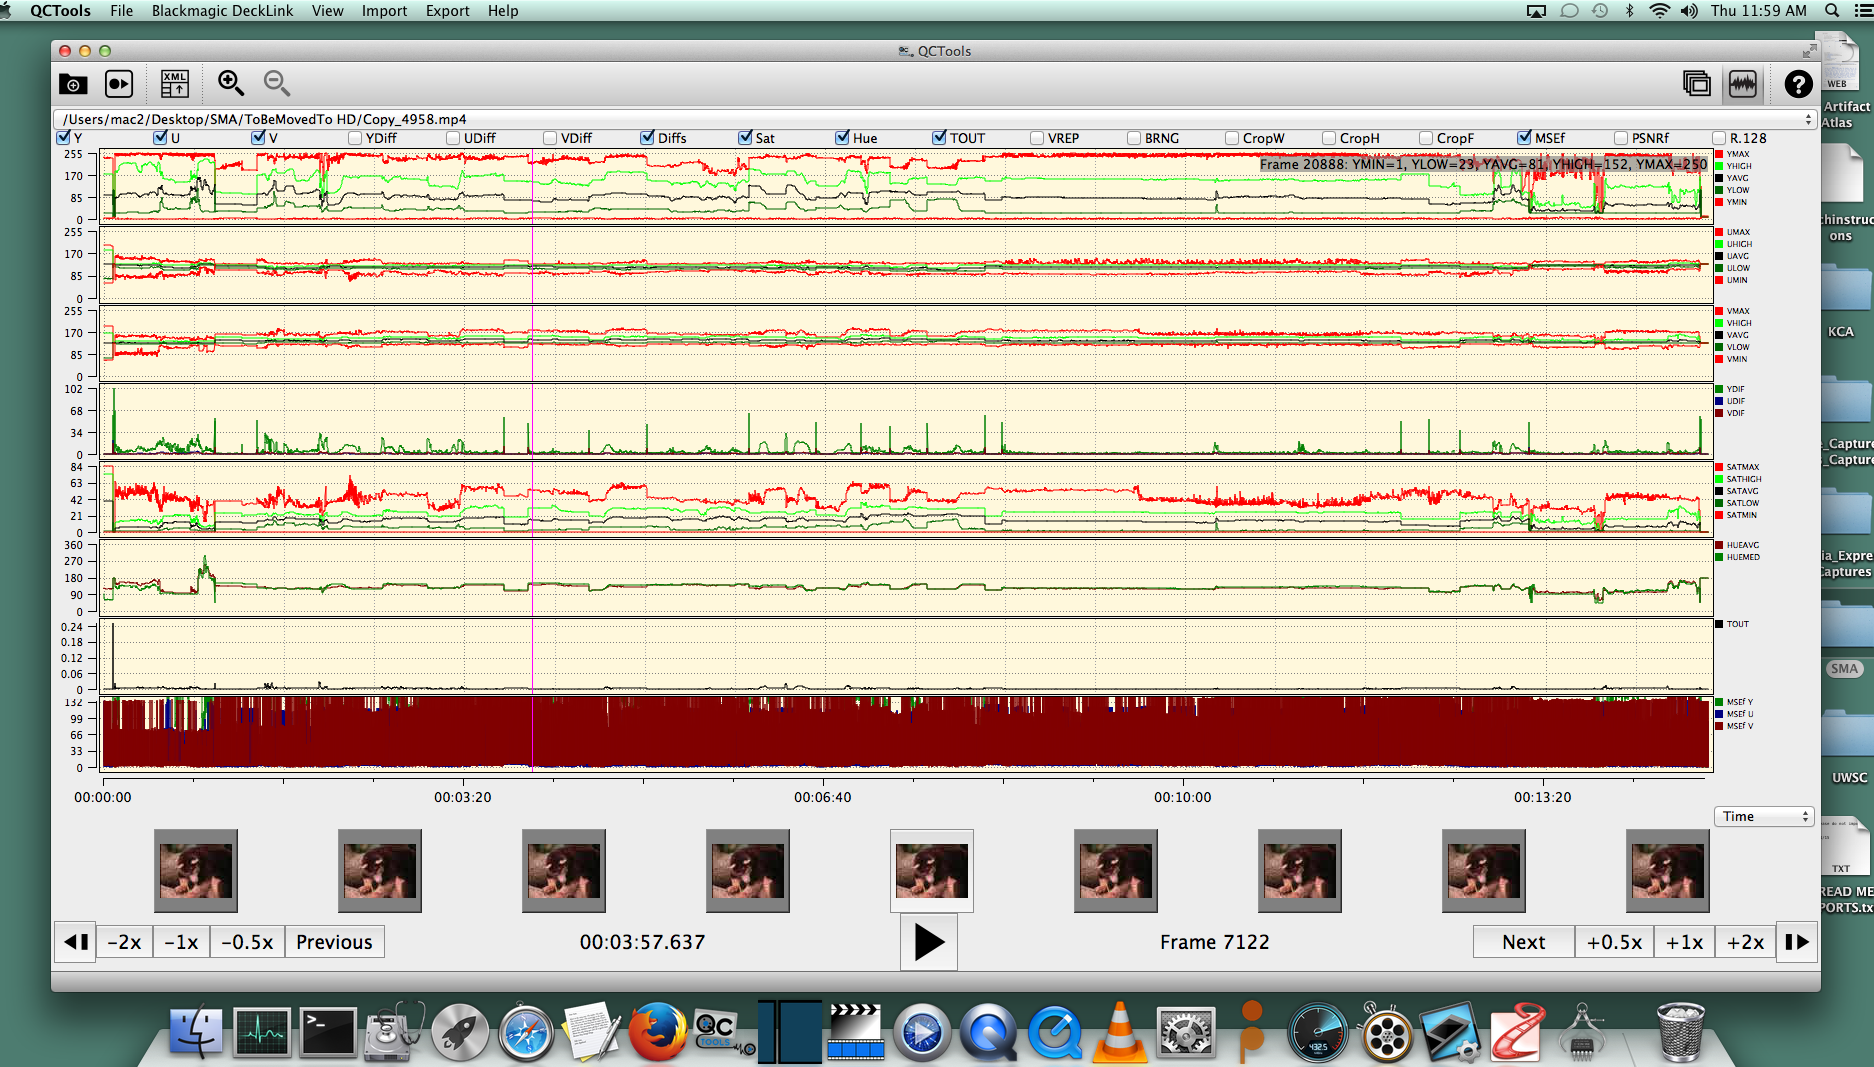 QCTools File Blackmagic DeckLink View Import Export Help Thu 11:59 AM
QCTools
XML
WEB
Artifact
Atlas
/Users/mac2/Desktop/SMA/ToBeMovedTo HD/Copy_4958.mp4
Y U V YDiff UDiff VDiff Diffs Sat Hue TOUT VREP BRNG CropW CropH CropF MSEf PSNRf R.128
Frame 20888: YMIN=1, YLOW=23, YAVG=81, YHIGH=152, YMAX=250
255
170
85
0
YMAX
YHIGH
YAVG
YLOW
YMIN
chinstruc
ons
255
170
85
0
UMAX
UHIGH
UAVG
ULOW
UMIN
255
170
85
0
VMAX
VHIGH
VAVG
VLOW
VMIN
KCA
102
68
34
0
YDIF
UDIF
VDIF
_Capture
_Capture
84
63
42
21
0
SATMAX
SATHIGH
SATAVG
SATLOW
SATMIN
360
270
180
90
0
HUEAVG
HUEMED
ia_Expre
Captures
0.24
0.18
0.12
0.06
0
TOUT
SMA
132
99
66
33
0
MSEf Y
MSEf U
MSEf V
UWSC
00:00:00 00:03:20 00:06:40 00:10:00 00:13:20
Time
TXT
READ ME
PORTS.tx
-2x -1x -0.5x Previous 00:03:57.637 Frame 7122 Next +0.5x +1x +2x
QC
TOOLS
432.5